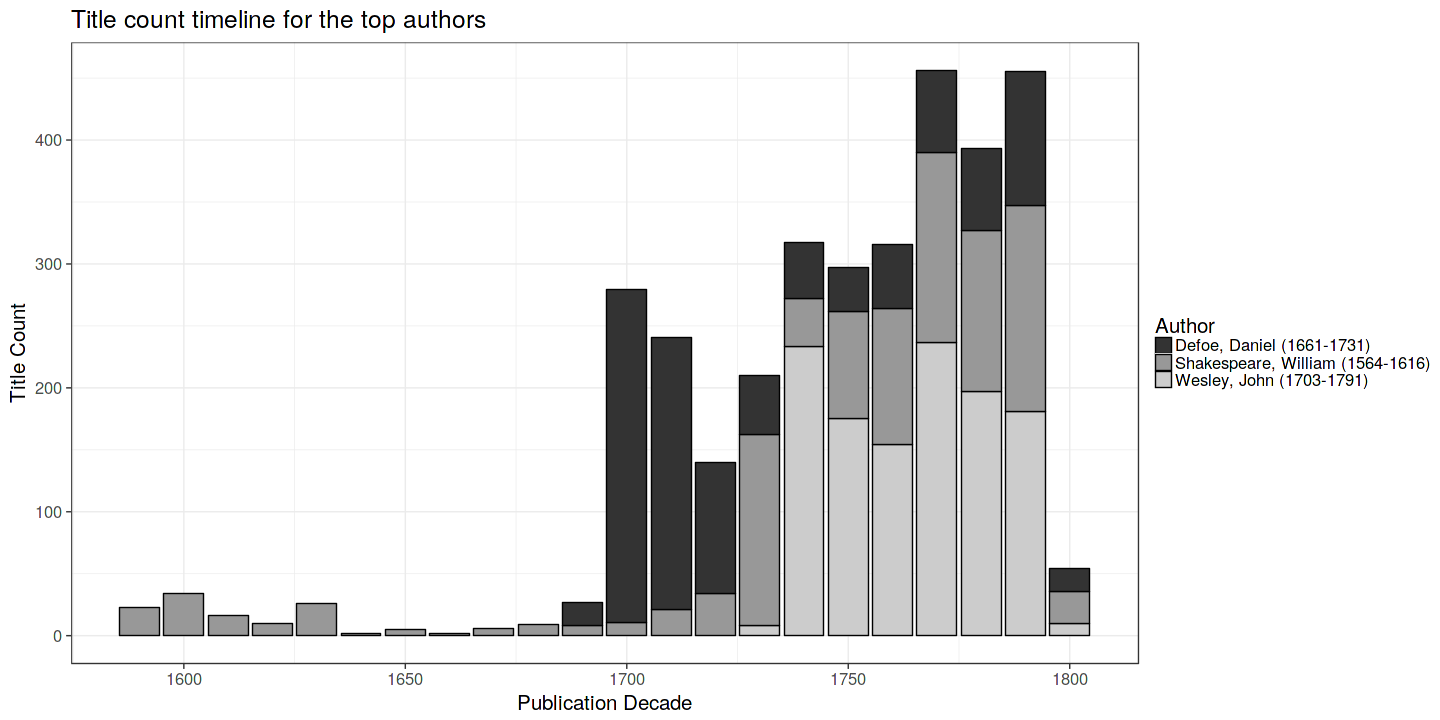 Title count timeline for the top authors
400
300
200
100
0
Title Count
1600 1650 1700 1750 1800
Publication Decade
Author
Defoe, Daniel (1661-1731)
Shakespeare, William (1564-1616)
Wesley, John (1703-1791)